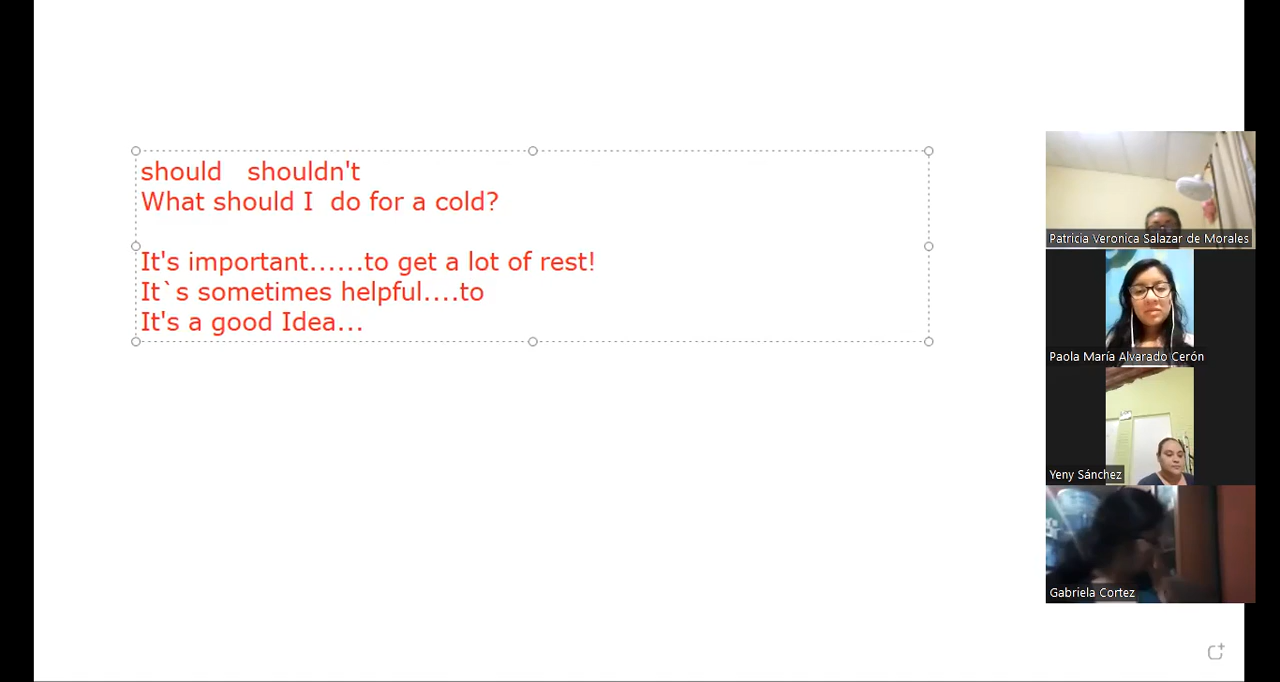 should   shouldn't
What should I  do for a cold?
It's important......to get a lot of rest!
It`s sometimes helpful....to
It's a good Idea...
Patricia Veronica Salazar de Morales
Paola María Alvarado Cerón
Yeny Sánchez
Gabriela Cortez